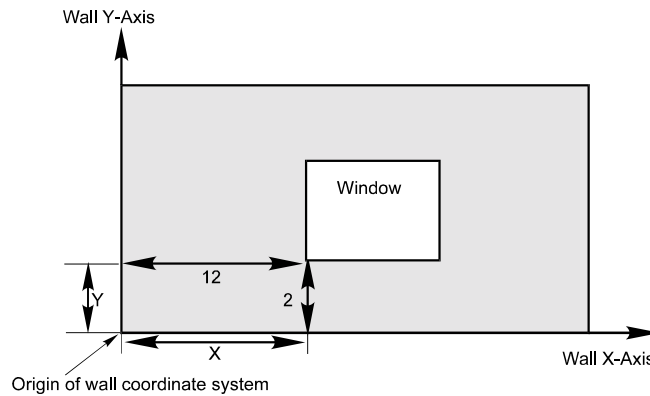 Wall Y-Axis
Window
12
Y
2
X
Wall X-Axis
Origin of wall coordinate system